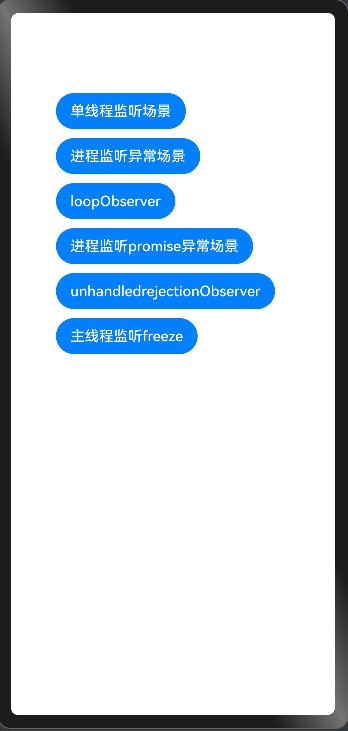 单线程监听场景
进程监听异常场景
loopObserver
进程监听promise异常场景
unhandledrejectionObserver
主线程监听freeze